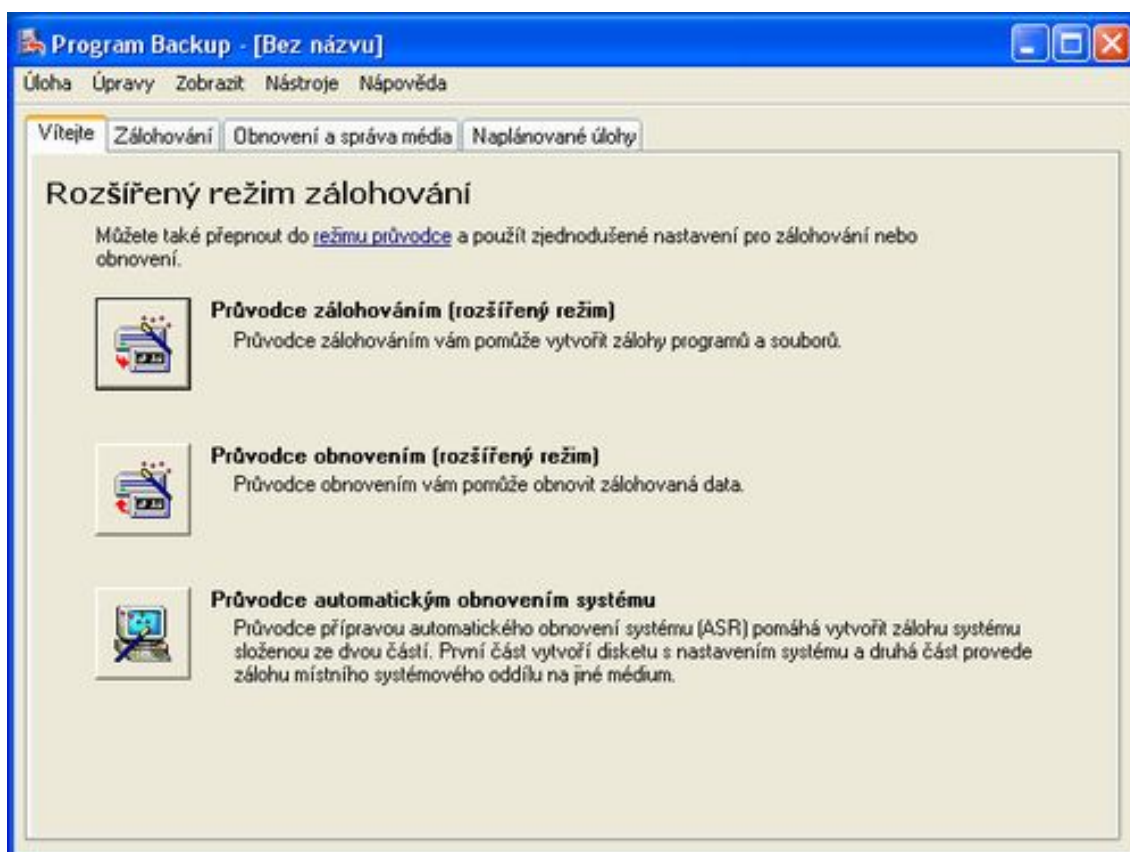 Program Backup - [Bez názvu]
Úloha Úpravy Zobrazit Nástroje Nápověda
Vítejte Zálohování Obnovení a správa média Naplánované úlohy
Rozšířený režim zálohování
Můžete také přepnout do režimu průvodce a použít zjednodušené nastavení pro zálohování nebo
obnovení.
Průvodce zálohováním (rozšířený režim)
Průvodce zálohováním vám pomůže vytvořit zálohy programů a souborů.
Průvodce obnovením (rozšířený režim)
Průvodce obnovením vám pomůže obnovit zálohovaná data.
Průvodce automatickým obnovením systému
Průvodce přípravou automatického obnovení systému (ASR) pomáhá vytvořit zálohu systému
složenou ze dvou částí. První část vytvoří disketu s nastavením systému a druhá část provede
zálohu místního systémového oddílu na jiné médium.